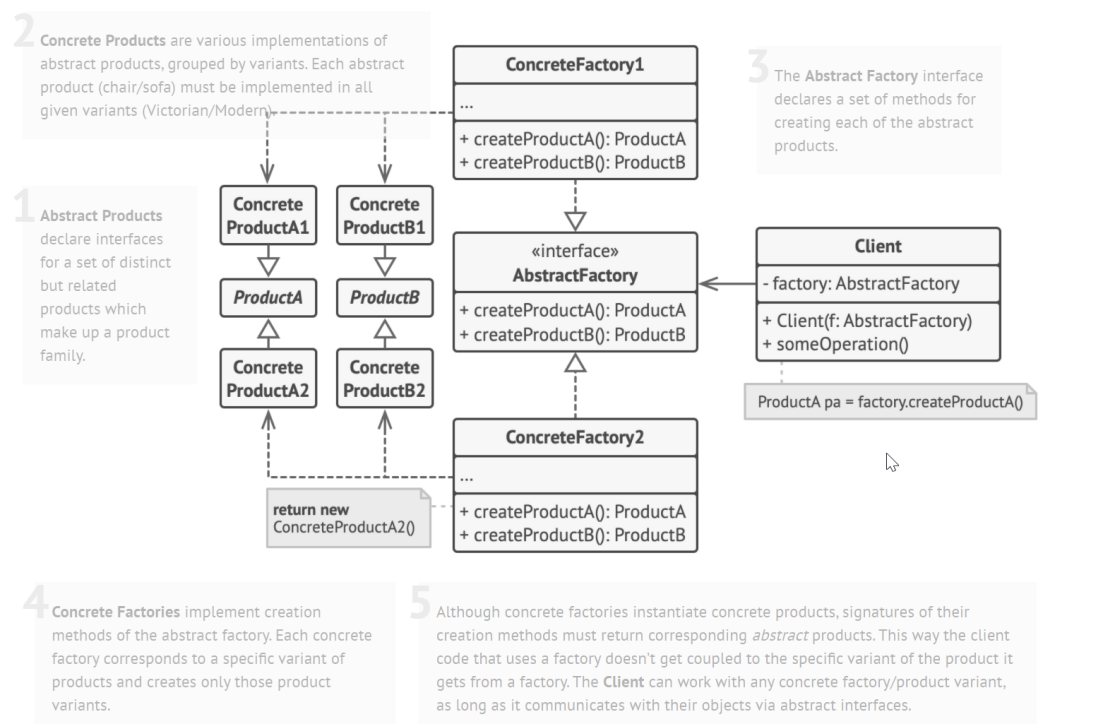 2
Concrete Products are various implementations of
abstract products, grouped by variants. Each abstract
product (chair/sofa) must be implemented in all
given variants (Victorian/Modern).
ConcreteFactory1
...
+ createProductA(): ProductA
+ createProductB(): ProductB
3
The Abstract Factory interface
declares a set of methods for
creating each of the abstract
products.
1
Abstract Products
declare interfaces
for a set of distinct
but related
products which
make up a product
family.
Concrete
ProductA1
Concrete
ProductB1
ProductA
ProductB
Concrete
ProductA2
Concrete
ProductB2
«interface»
AbstractFactory
+ createProductA(): ProductA
+ createProductB(): ProductB
Client
- factory: AbstractFactory
+ Client(f: AbstractFactory)
+ someOperation()
ProductA pa = factory.createProductA()
ConcreteFactory2
...
+ createProductA(): ProductA
+ createProductB(): ProductB
return new
ConcreteProductA2()
4
Concrete Factories implement creation
methods of the abstract factory. Each concrete
factory corresponds to a specific variant of
products and creates only those product
variants.
5
Although concrete factories instantiate concrete products, signatures of their
creation methods must return corresponding abstract products. This way the client
code that uses a factory doesn't get coupled to the specific variant of the product it
gets from a factory. The Client can work with any concrete factory/product variant,
as long as it communicates with their objects via abstract interfaces.